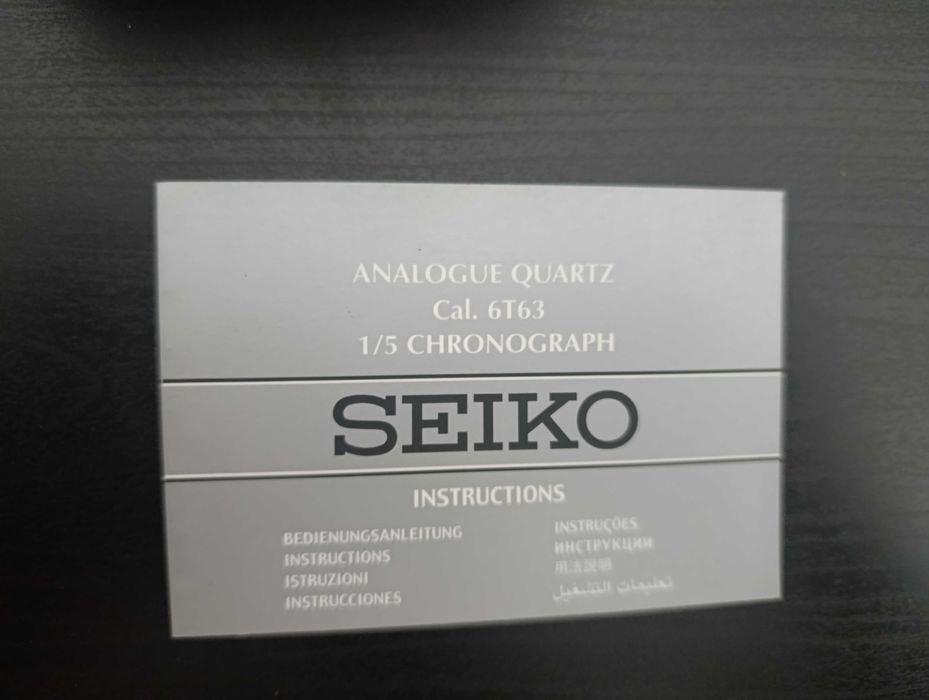 ANALOGUE QUARTZ
Cal. 6T63
1/5 CHRONOGRAPH
SEIKO
INSTRUCTIONS
BEDIENUNGSANLEITUNG
INSTRUCTIONS
ISTRUZIONI
INSTRUCCIONES
INSTRUÇÕES
ИНСТРУКЦИИ
用法說明
تعليمات التشغيل